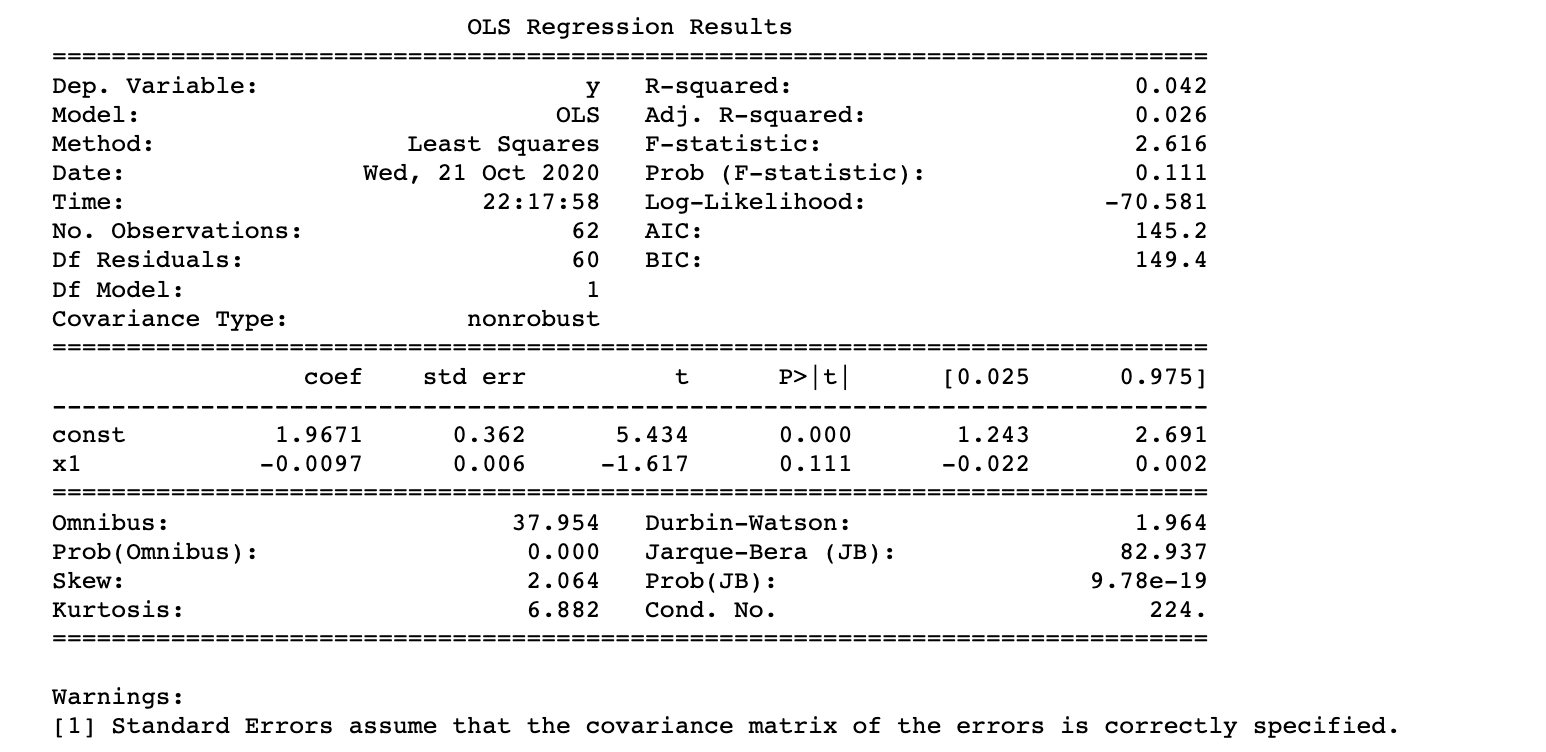 OLS Regression Results
==============================================================================
Dep. Variable: y R-squared: 0.042
Model: OLS Adj. R-squared: 0.026
Method: Least Squares F-statistic: 2.616
Date: Wed, 21 Oct 2020 Prob (F-statistic): 0.111
Time: 22:17:58 Log-Likelihood: -70.581
No. Observations: 62 AIC: 145.2
Df Residuals: 60 BIC: 149.4
Df Model: 1
Covariance Type: nonrobust
==============================================================================
coef std err t P>|t| [0.025 0.975]
------------------------------------------------------------------------------
const 1.9671 0.362 5.434 0.000 1.243 2.691
x1 -0.0097 0.006 -1.617 0.111 -0.022 0.002
==============================================================================
Omnibus: 37.954 Durbin-Watson: 1.964
Prob(Omnibus): 0.000 Jarque-Bera (JB): 82.937
Skew: 2.064 Prob(JB): 9.78e-19
Kurtosis: 6.882 Cond. No. 224.
==============================================================================
Warnings:
[1] Standard Errors assume that the covariance matrix of the errors is correctly specified.